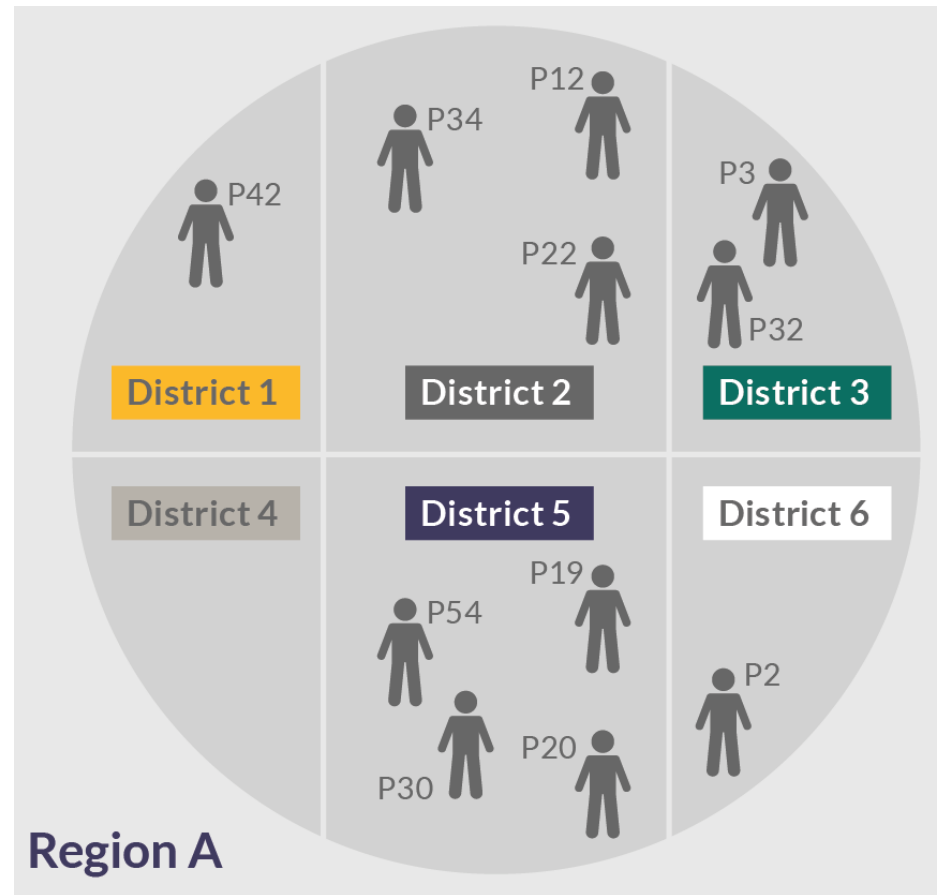 P12
P34
P3
P42
P22
P32
District 1
District 2
District 3
District 4
District 5
District 6
P19
P54
P2
P20
P30
Region A